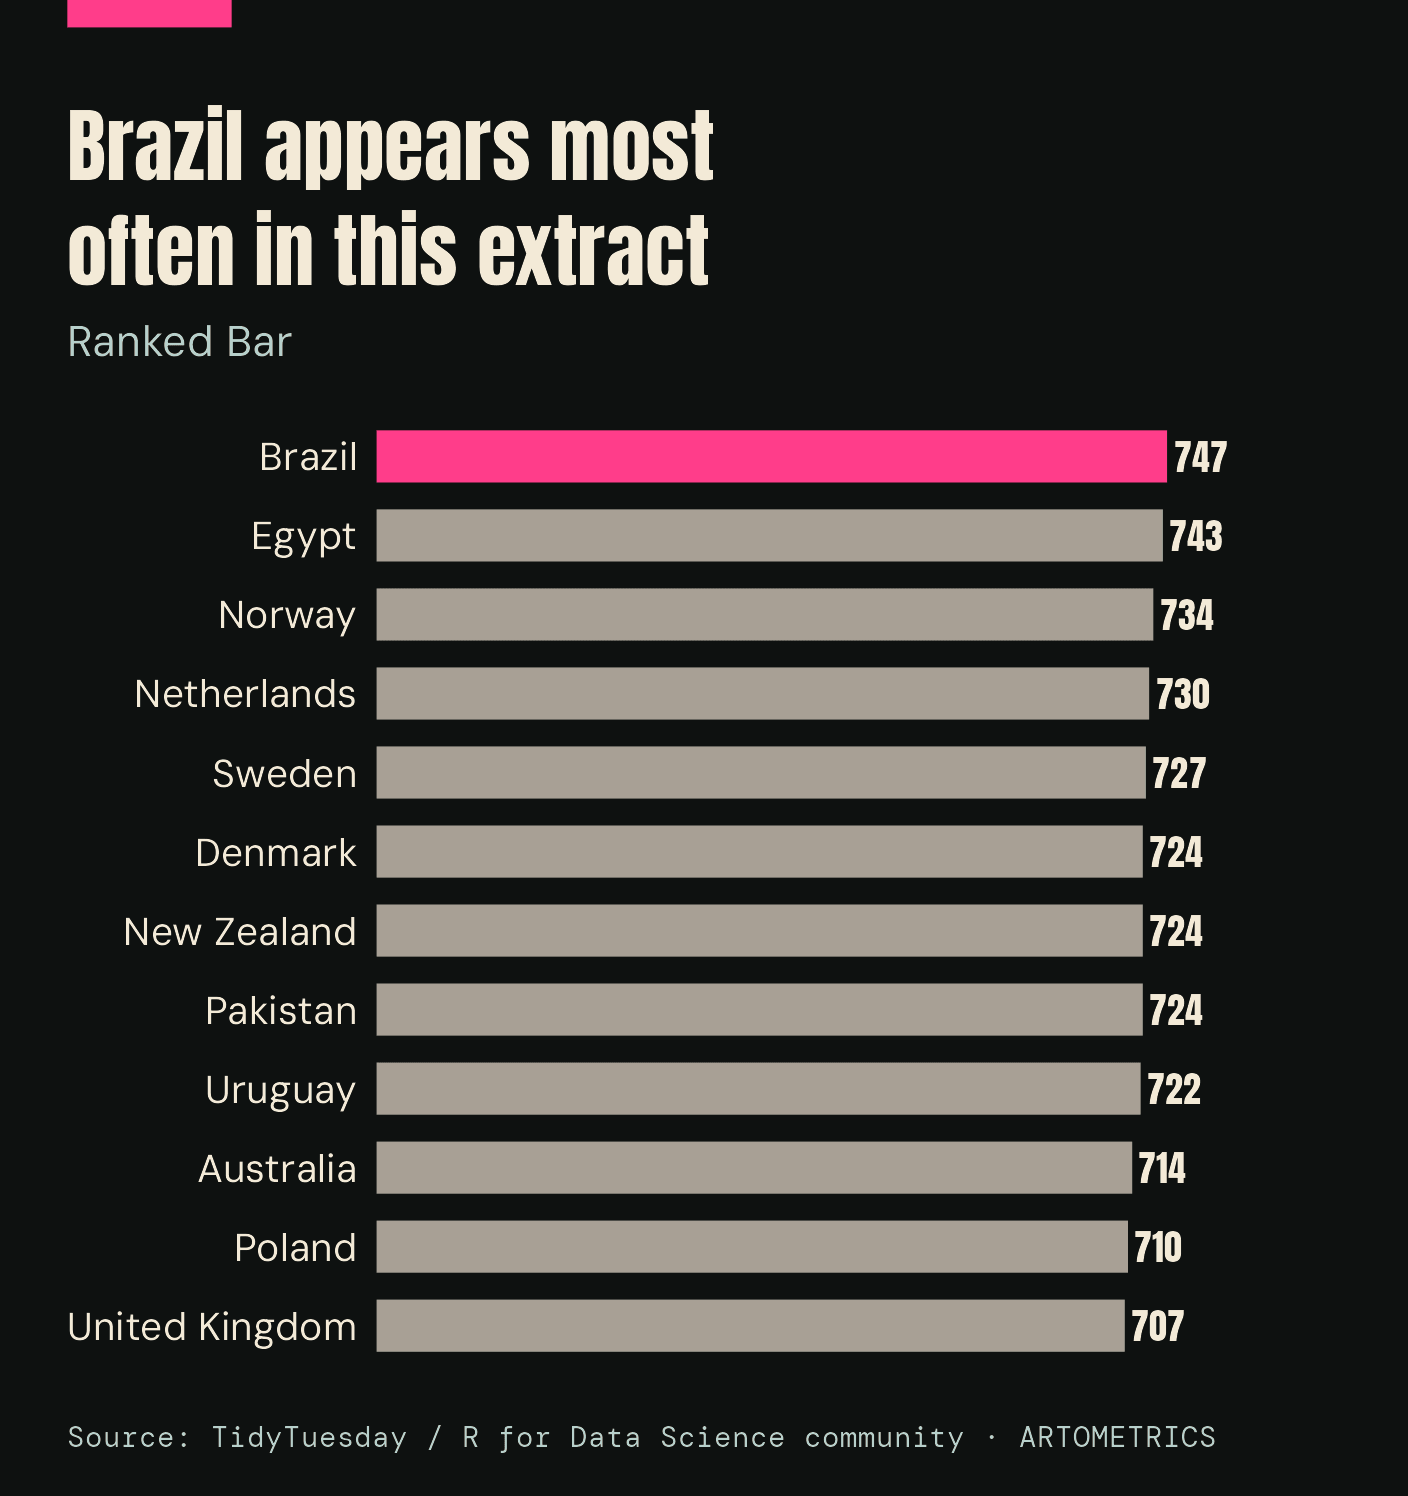 Brazil appears most
often in this extract
Ranked Bar
Brazil 747
Egypt 743
Norway 734
Netherlands 730
Sweden 727
Denmark 724
New Zealand 724
Pakistan 724
Uruguay 722
Australia 714
Poland 710
United Kingdom 707
Source: TidyTuesday / R for Data Science community · ARTOMETRICS